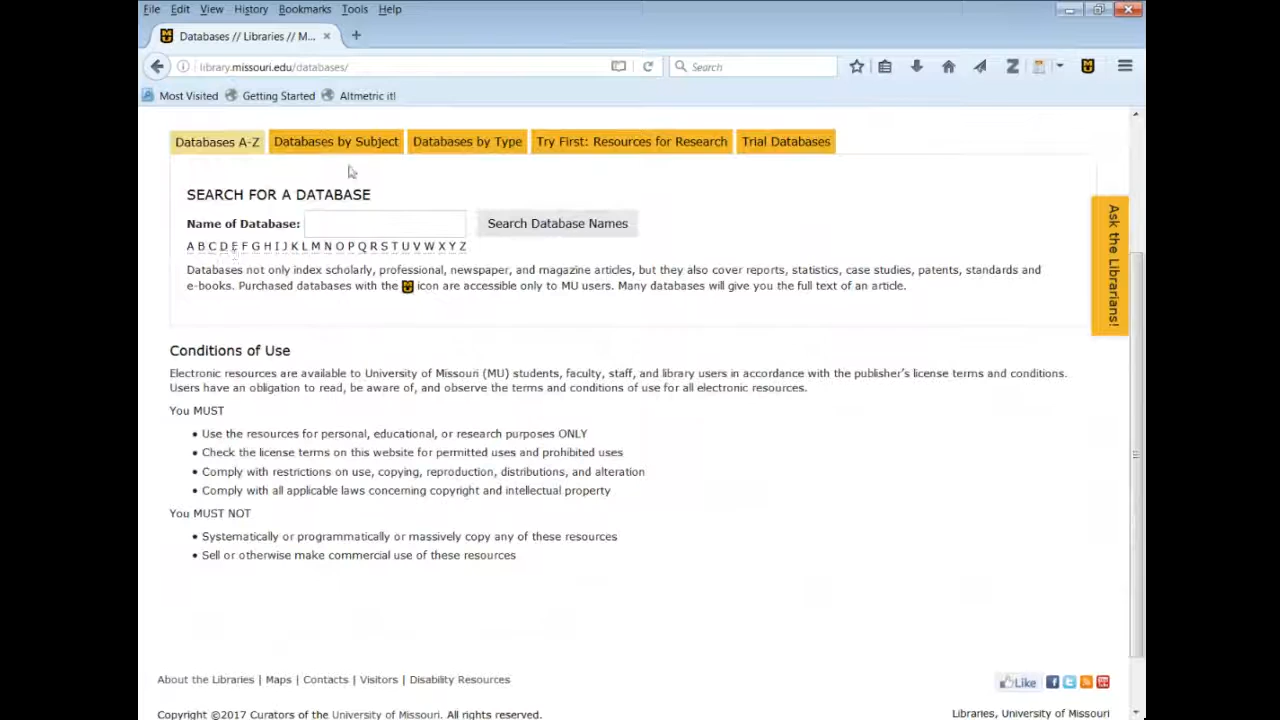 File Edit View History Bookmarks Tools Help
Databases // Libraries // M... × +
library.missouri.edu/databases/ Search
Most Visited Getting Started Altmetric it!
Databases A-Z Databases by Subject Databases by Type Try First: Resources for Research Trial Databases
SEARCH FOR A DATABASE
Name of Database: Search Database Names
A B C D E F G H I J K L M N O P Q R S T U V W X Y Z
Databases not only index scholarly, professional, newspaper, and magazine articles, but they also cover reports, statistics, case studies, patents, standards and
e-books. Purchased databases with the icon are accessible only to MU users. Many databases will give you the full text of an article.
Ask the Librarians!
Conditions of Use
Electronic resources are available to University of Missouri (MU) students, faculty, staff, and library users in accordance with the publisher's license terms and conditions.
Users have an obligation to read, be aware of, and observe the terms and conditions of use for all electronic resources.
You MUST
• Use the resources for personal, educational, or research purposes ONLY
• Check the license terms on this website for permitted uses and prohibited uses
• Comply with restrictions on use, copying, reproduction, distributions, and alteration
• Comply with all applicable laws concerning copyright and intellectual property
You MUST NOT
• Systematically or programmatically or massively copy any of these resources
• Sell or otherwise make commercial use of these resources
About the Libraries | Maps | Contacts | Visitors | Disability Resources Like
Copyright ©2017 Curators of the University of Missouri. All rights reserved. Libraries, University of Missouri